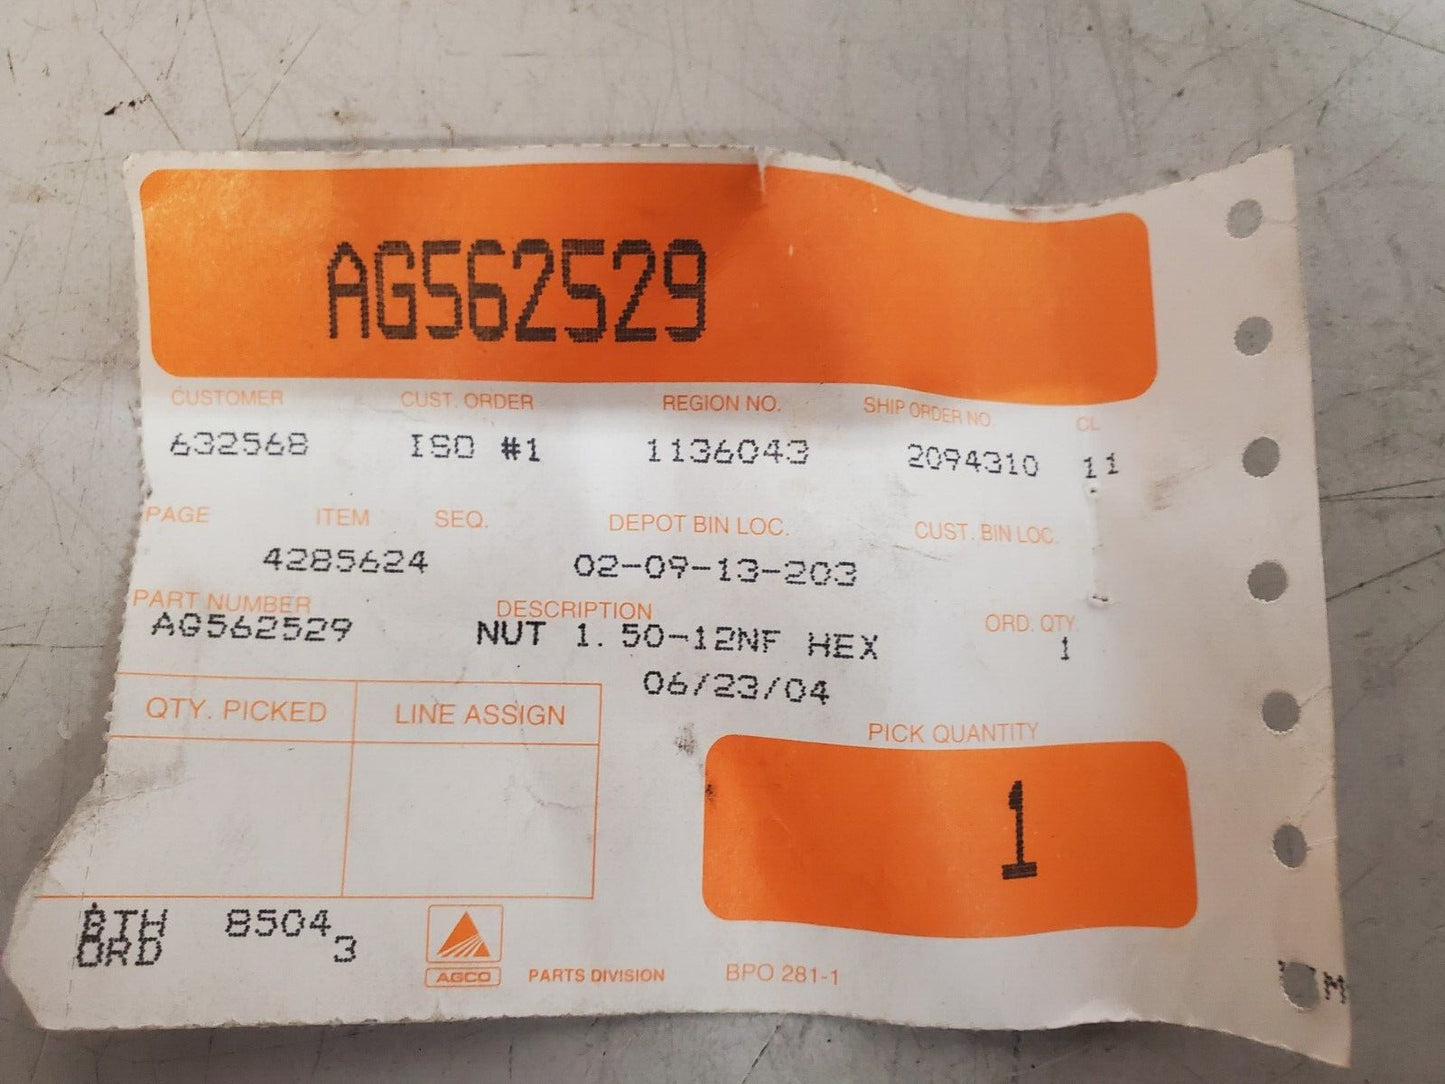 AG562529
CUSTOMER CUST. ORDER REGION NO. SHIP ORDER NO. CL
632568 ISO #1 1136043 2094310 11
PAGE ITEM SEQ. DEPOT BIN LOC. CUST. BIN LOC.
4285624 02-09-13-203
PART NUMBER DESCRIPTION ORD. QTY.
AG562529 NUT 1.50-12NF HEX 1
06/23/04
QTY. PICKED LINE ASSIGN PICK QUANTITY
1
BTH 8504
ORD 3
AGCO PARTS DIVISION BPO 281-1
M